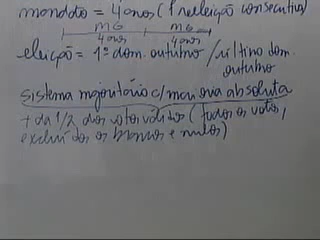 mandato = 4 anos (1 reeleição consecutiva)
MG MG
4 anos 4 anos
eleição = 1º dom. outubro / último dom.
outubro
sistema majoritário c/ maioria absoluta
+ da 1/2 dos votos validos (todos os votos,
excluídos os brancos e nulos)